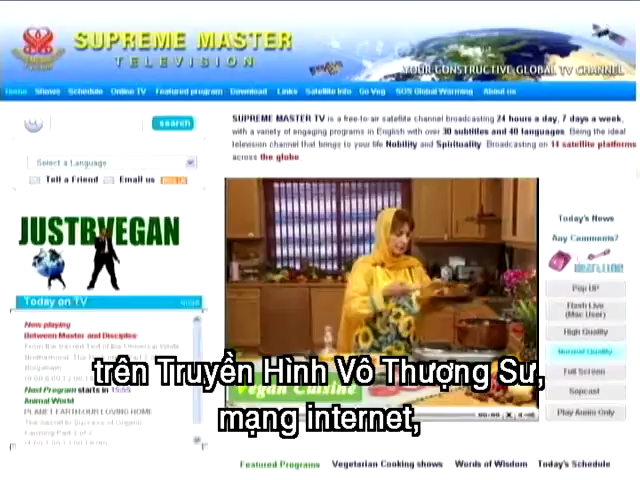 SUPREME MASTER
TELEVISION
YOUR CONSTRUCTIVE GLOBAL TV CHANNEL
Home Shows Schedule Online TV Featured program Download Links Satellite Info Go Veg SOS Global Warming About us
search
SUPREME MASTER TV is a free-to-air satellite channel broadcasting 24 hours a day, 7 days a week,
with a variety of engaging programs in English with over 30 subtitles and 40 languages. Being the ideal
television channel that brings to your life Nobility and Spirituality. Broadcasting on 14 satellite platforms
across the globe
Select a Language
Tell a Friend Email us
JUSTBVEGAN
Today on TV
Now playing
Between Master and Disciples
Next Program starts in
Animal World
PLANET EARTH:OUR LOVING HOME
Today's News
Any Comments?
Pop UP
Flash Live
(Mac User)
High Quality
Normal Quality
Full Screen
Sopcast
Play Audio Only
Vegan Cuisine
trên Truyền Hình Vô Thượng Sư,
mạng internet,
Featured Programs Vegetarian Cooking shows Words of Wisdom Today's Schedule